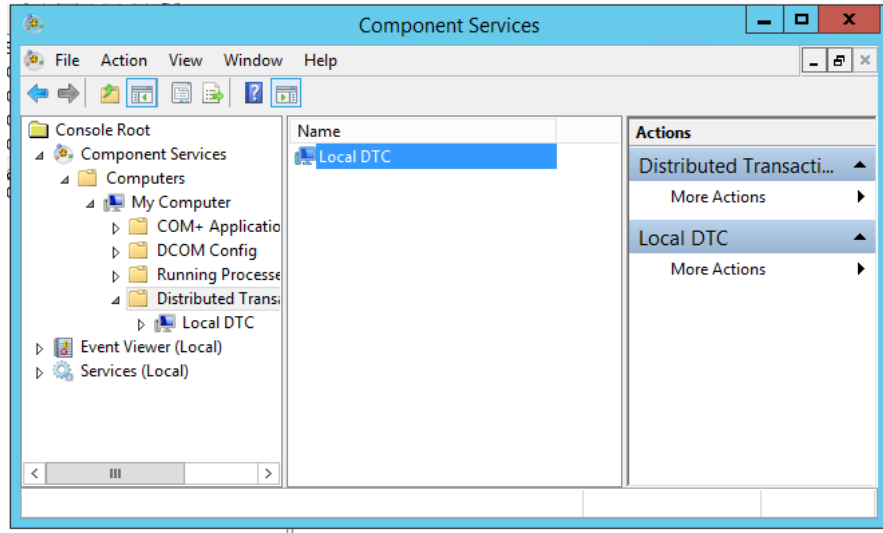 Component Services
File Action View Window Help
Console Root
Component Services
Computers
My Computer
COM+ Applicatio
DCOM Config
Running Processe
Distributed Transa
Local DTC
Event Viewer (Local)
Services (Local)
Name
Local DTC
Actions
Distributed Transacti...
More Actions
Local DTC
More Actions